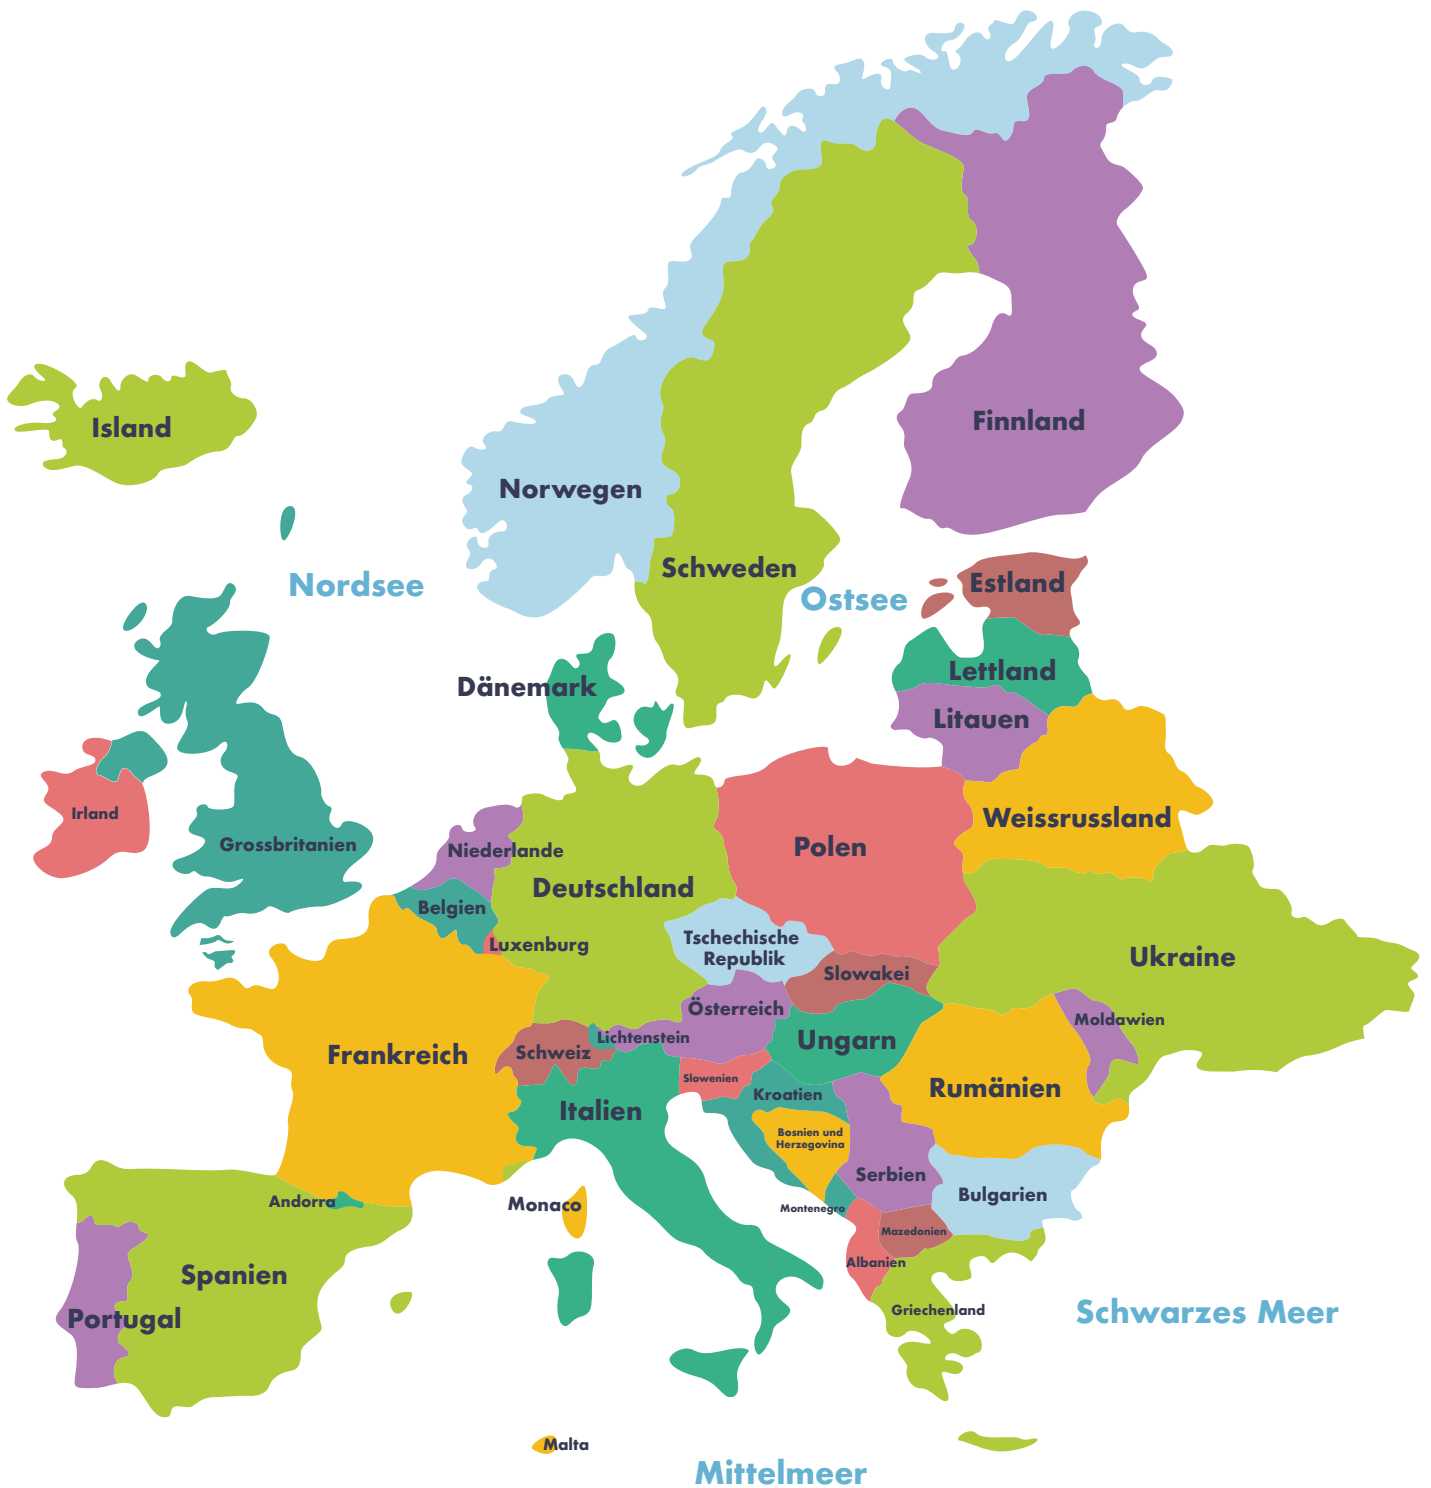 Island
Finnland
Norwegen
Schweden
Nordsee
Estland
Ostsee
Lettland
Dänemark
Litauen
Irland
Weissrussland
Grossbritanien
Niederlande
Polen
Deutschland
Belgien
Tschechische
Republik
Luxenburg
Slowakei
Ukraine
Österreich
Moldawien
Lichtenstein
Ungarn
Schweiz
Frankreich
Slowenien
Rumänien
Kroatien
Italien
Bosnien und
Herzegovina
Serbien
Bulgarien
Andorra
Monaco
Montenegro
Mazedonien
Albanien
Spanien
Griechenland
Schwarzes Meer
Portugal
Malta
Mittelmeer